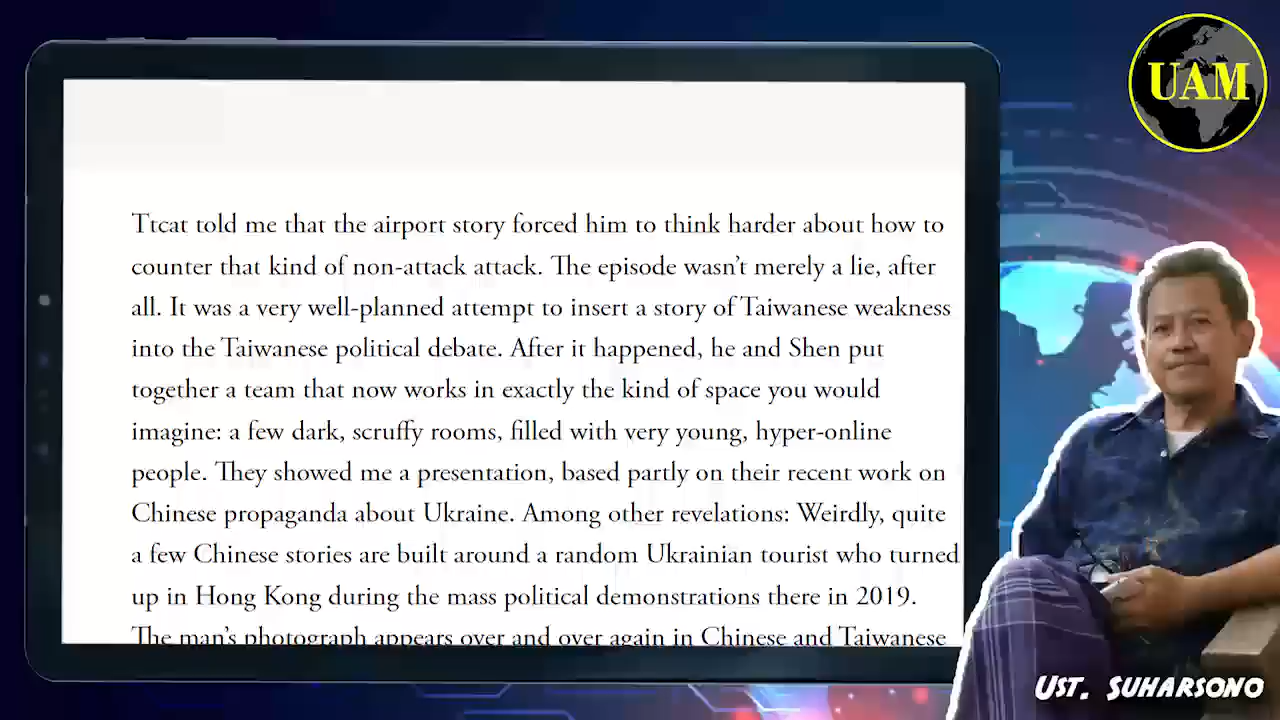 UAM
Ttcat told me that the airport story forced him to think harder about how to
counter that kind of non-attack attack. The episode wasn't merely a lie, after
all. It was a very well-planned attempt to insert a story of Taiwanese weakness
into the Taiwanese political debate. After it happened, he and Shen put
together a team that now works in exactly the kind of space you would
imagine: a few dark, scruffy rooms, filled with very young, hyper-online
people. They showed me a presentation, based partly on their recent work on
Chinese propaganda about Ukraine. Among other revelations: Weirdly, quite
a few Chinese stories are built around a random Ukrainian tourist who turned
up in Hong Kong during the mass political demonstrations there in 2019.
The man's photograph appears over and over again in Chinese and Taiwanese
UST. SUHARSONO